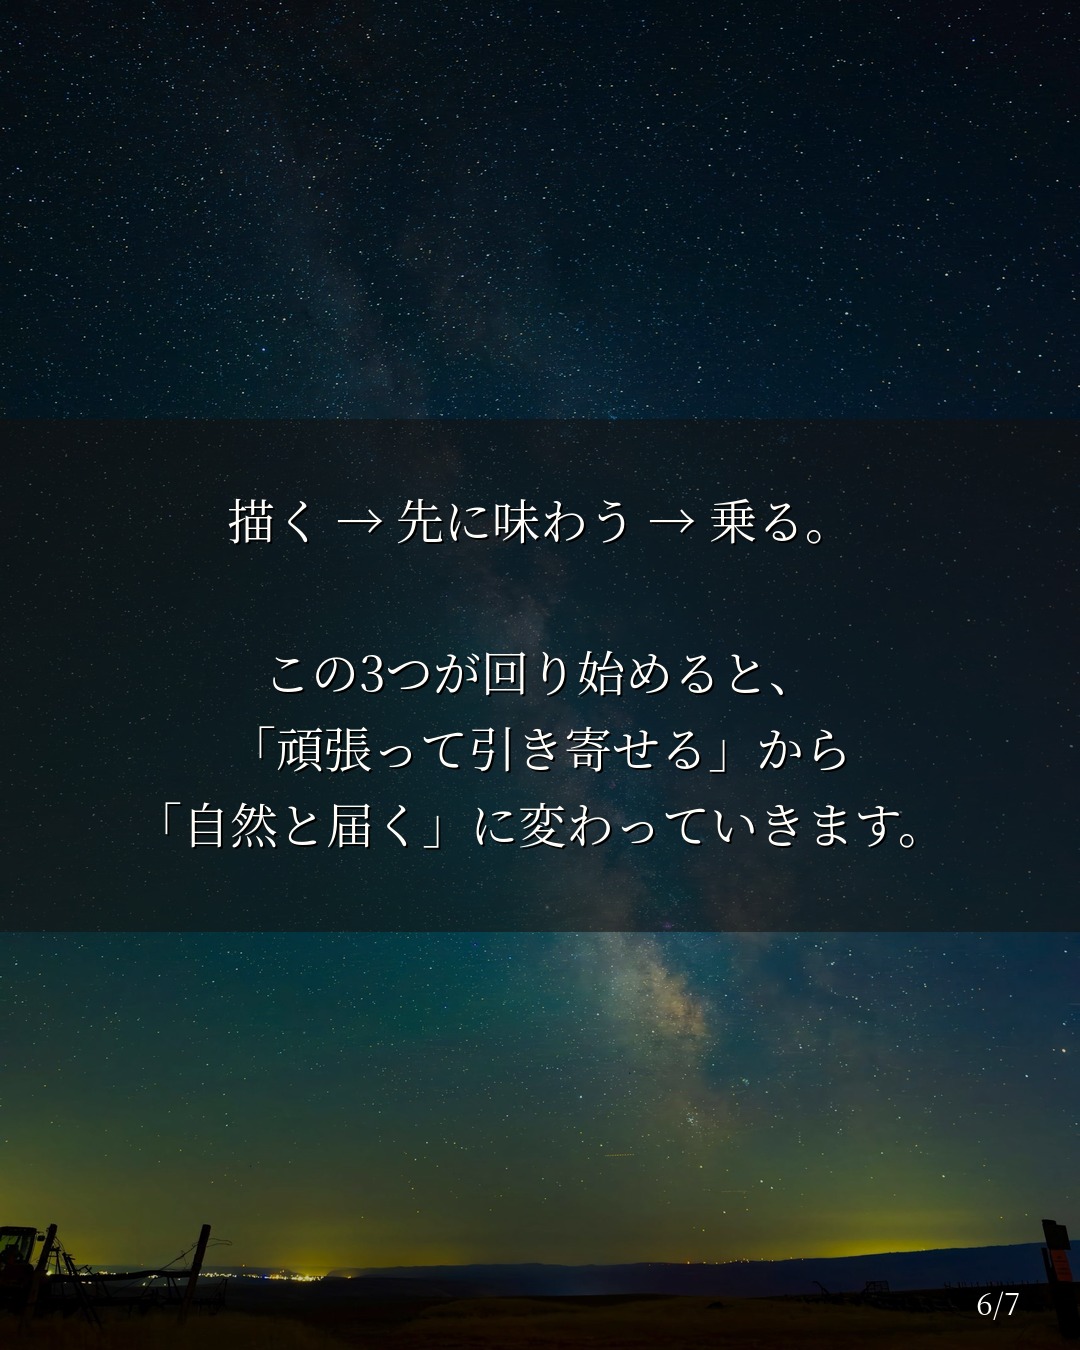 描く → 先に味わう → 乗る。
この3つが回り始めると、
「頑張って引き寄せる」から
「自然と届く」に変わっていきます。
6/7